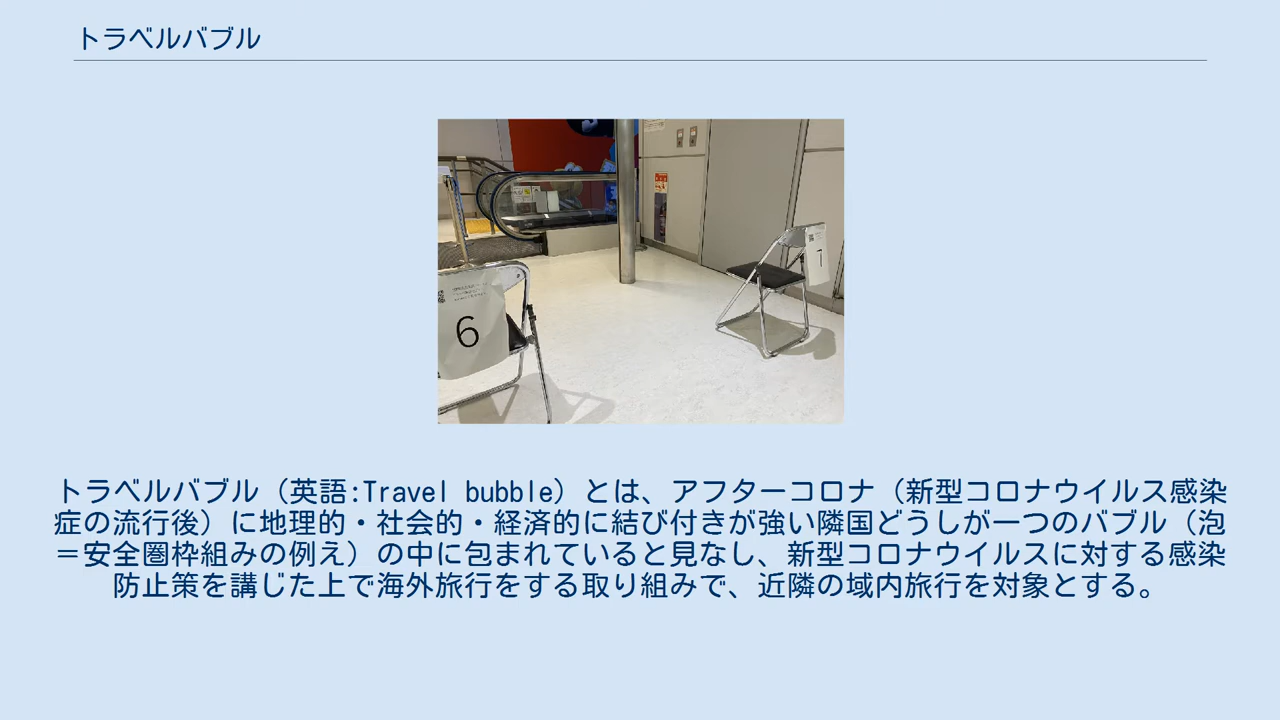 トラベルバブル
6
1
トラベルバブル（英語:Travel bubble）とは、アフターコロナ（新型コロナウイルス感染
症の流行後）に地理的・社会的・経済的に結び付きが強い隣国どうしが一つのバブル（泡
＝安全圏枠組みの例え）の中に包まれていると見なし、新型コロナウイルスに対する感染
防止策を講じた上で海外旅行をする取り組みで、近隣の域内旅行を対象とする。